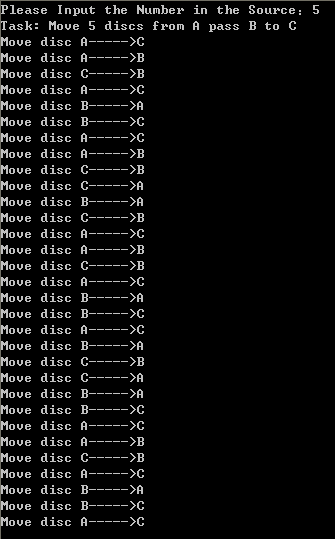 Please Input the Number in the Source: 5
Task: Move 5 discs from A pass B to C
Move disc A----->C
Move disc A----->B
Move disc C----->B
Move disc A----->C
Move disc B----->A
Move disc B----->C
Move disc A----->C
Move disc A----->B
Move disc C----->B
Move disc C----->A
Move disc B----->A
Move disc C----->B
Move disc A----->C
Move disc A----->B
Move disc C----->B
Move disc A----->C
Move disc B----->A
Move disc B----->C
Move disc A----->C
Move disc B----->A
Move disc C----->B
Move disc C----->A
Move disc B----->A
Move disc B----->C
Move disc A----->C
Move disc A----->B
Move disc C----->B
Move disc A----->C
Move disc B----->A
Move disc B----->C
Move disc A----->C